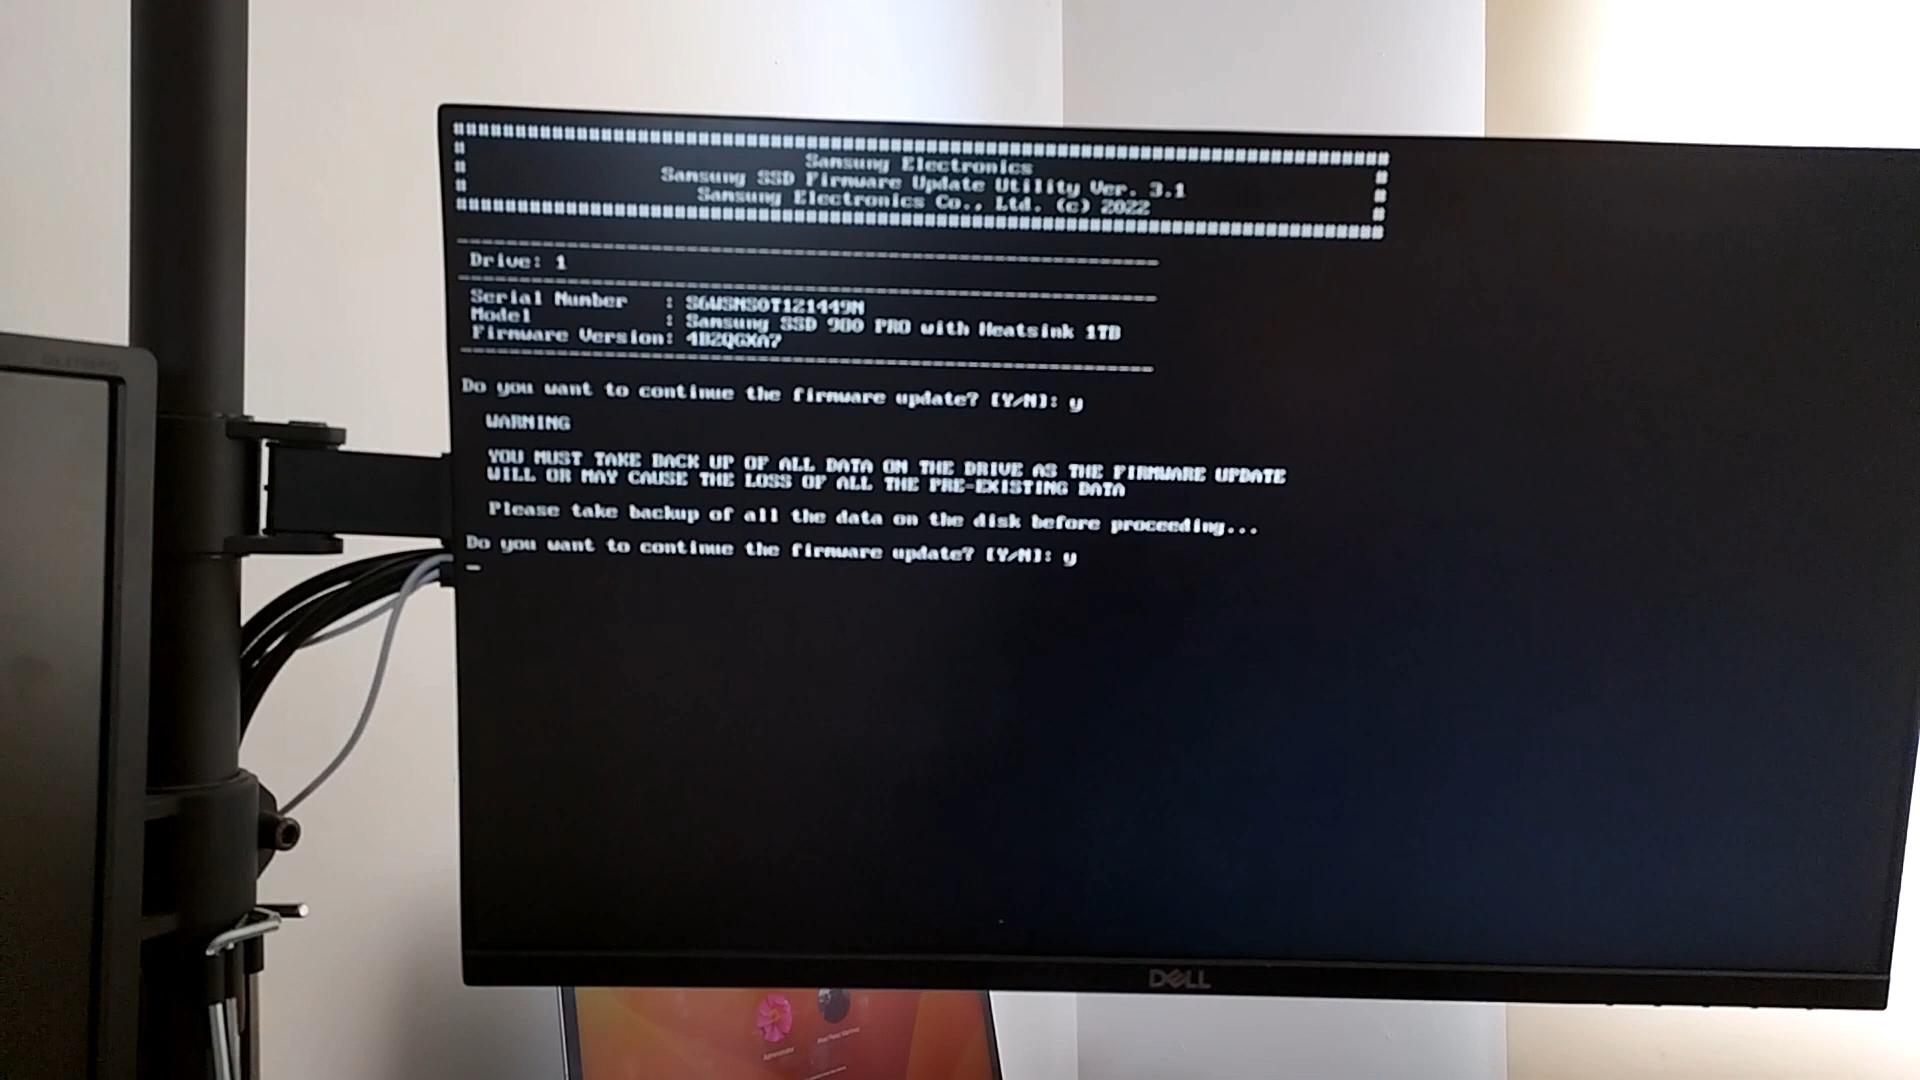 ################################################################################
# Samsung Electronics #
# Samsung SSD Firmware Update Utility Ver. 3.1 #
# Samsung Electronics Co., Ltd. (c) 2022 #
################################################################################
------------------------------------------------------------
Drive: 1
------------------------------------------------------------
Serial Number : S6WSNS0T121449N
Model : Samsung SSD 980 PRO with Heatsink 1TB
Firmware Version: 4B2QGXA7
------------------------------------------------------------
Do you want to continue the firmware update? [Y/N]: y
WARNING
YOU MUST TAKE BACK UP OF ALL DATA ON THE DRIVE AS THE FIRMWARE UPDATE
WILL OR MAY CAUSE THE LOSS OF ALL THE PRE-EXISTING DATA
Please take backup of all the data on the disk before proceeding...
Do you want to continue the firmware update? [Y/N]: y
_
DELL
Administrator